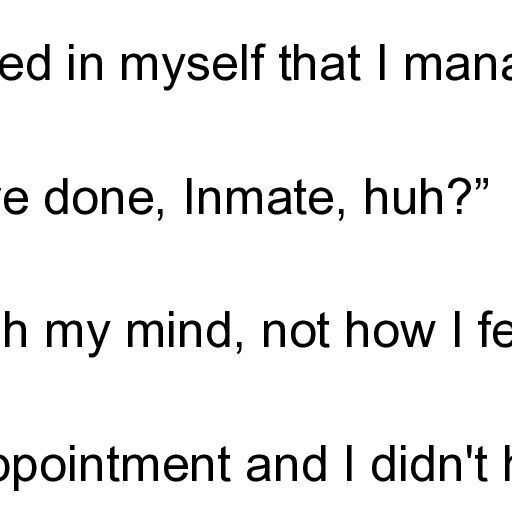 ed in myself that I mana
e done, Inmate, huh?”
h my mind, not how I fe
ppointment and I didn't h